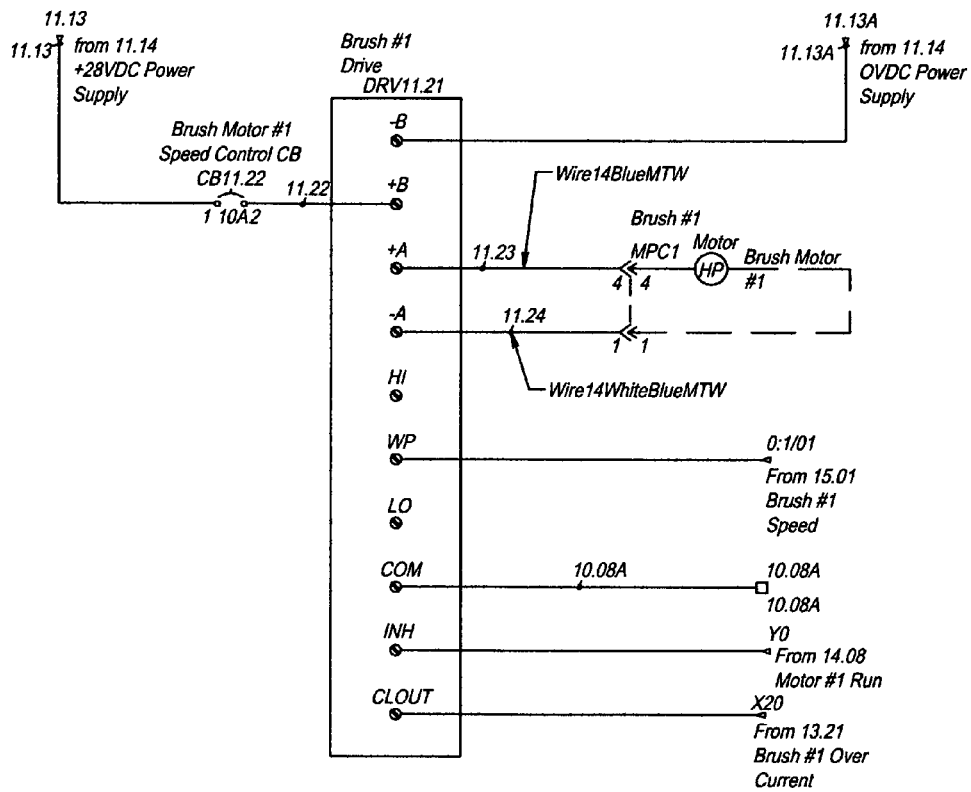 11.13
11.13
from 11.14
+28VDC Power
Supply
Brush #1
Drive
DRV11.21
11.13A
11.13A
from 11.14
OVDC Power
Supply
-B
Brush Motor #1
Speed Control CB
CB11.22
1 10A2
11.22
+B
Wire14BlueMTW
+A
11.23
Brush #1
MPC1
Motor
HP
Brush Motor
#1
4 4
-A
11.24
1 1
Wire14WhiteBlueMTW
HI
WP
0:1/01
From 15.01
Brush #1
Speed
LO
COM
10.08A
10.08A
10.08A
INH
Y0
From 14.08
Motor #1 Run
CLOUT
X20
From 13.21
Brush #1 Over
Current